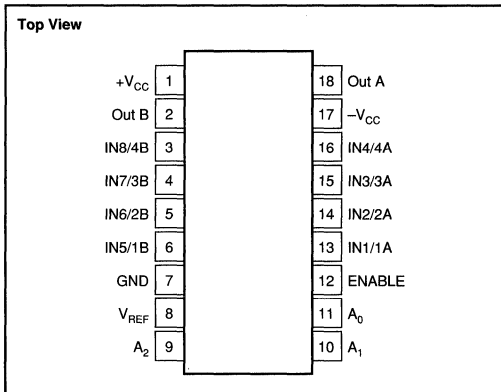 Top View
+VCC 1 18 Out A
Out B 2 17 –VCC
IN8/4B 3 16 IN4/4A
IN7/3B 4 15 IN3/3A
IN6/2B 5 14 IN2/2A
IN5/1B 6 13 IN1/1A
GND 7 12 ENABLE
VREF 8 11 A0
A2 9 10 A1